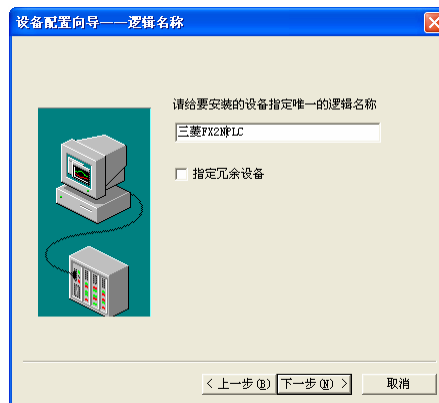 设备配置向导——逻辑名称
请给要安装的设备指定唯一的逻辑名称
三菱FX2NPLC
指定冗余设备
< 上一步(B) 下一步(N) > 取消